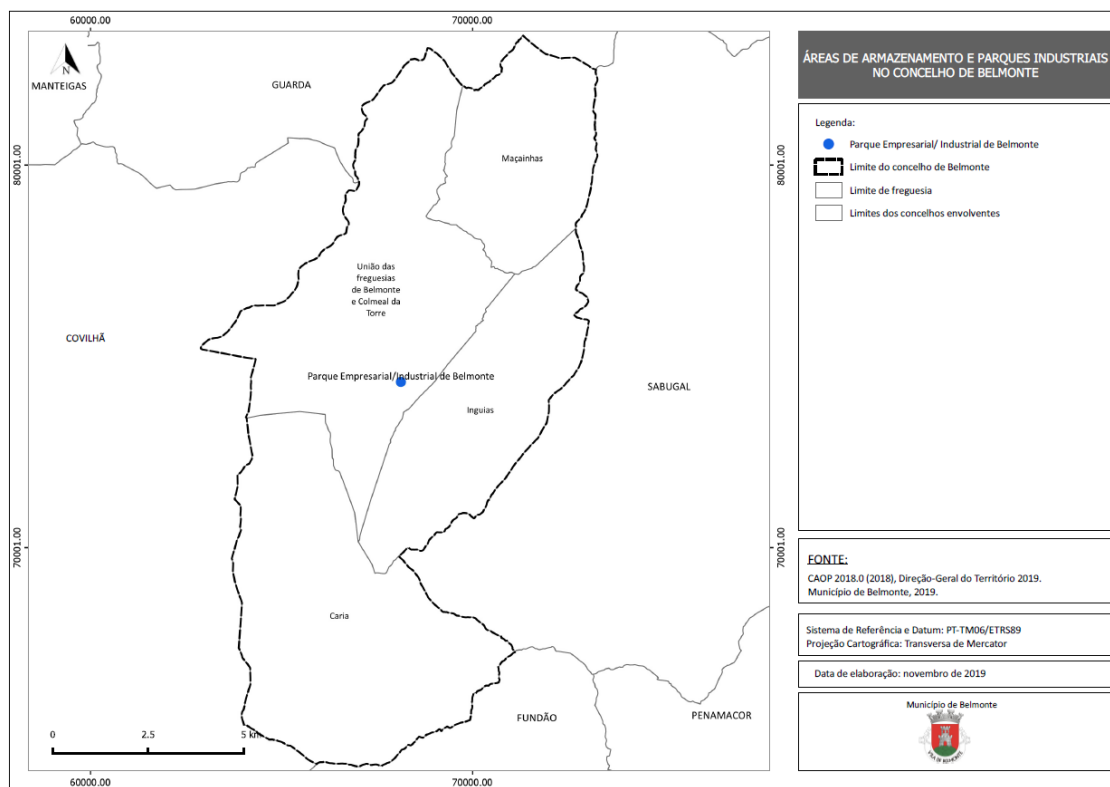 60000.00
70000.00
N
MANTEIGAS
GUARDA
80001.00
80001.00
Maçainhas
União das
freguesias
de Belmonte
e Colmeal da
Torre
COVILHÃ
Parque Empresarial/Industrial de Belmonte
SABUGAL
Inguias
70001.00
70001.00
Caria
FUNDÃO
PENAMACOR
0
2.5
5 km
60000.00
70000.00
ÁREAS DE ARMAZENAMENTO E PARQUES INDUSTRIAIS
NO CONCELHO DE BELMONTE
Legenda:
Parque Empresarial/ Industrial de Belmonte
Limite do concelho de Belmonte
Limite de freguesia
Limites dos concelhos envolventes
FONTE:
CAOP 2018.0 (2018), Direção-Geral do Território 2019.
Município de Belmonte, 2019.
Sistema de Referência e Datum: PT-TM06/ETRS89
Projeção Cartográfica: Transversa de Mercator
Data de elaboração: novembro de 2019
Município de Belmonte
VILA DE BELMONTE